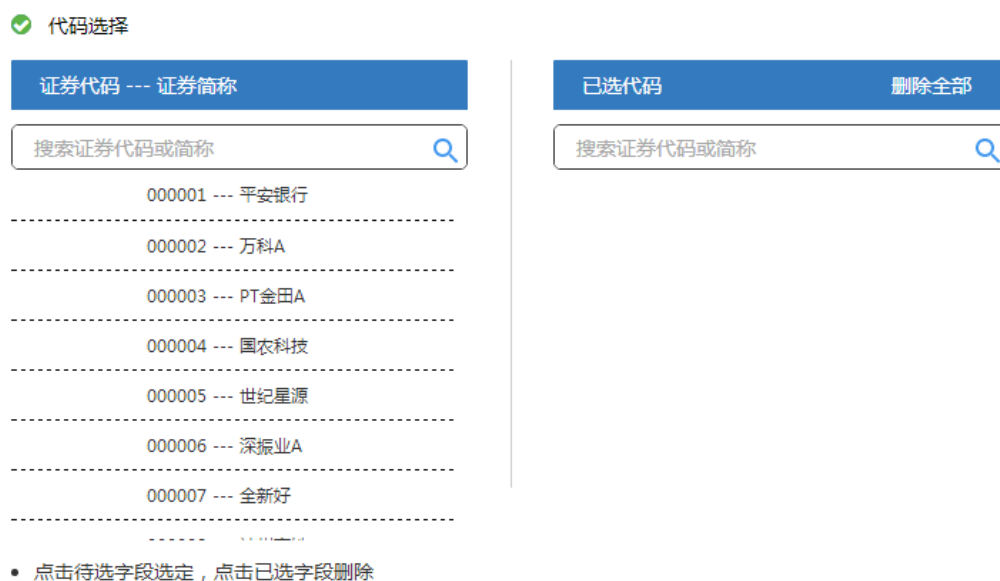 代码选择
证券代码 --- 证券简称
搜索证券代码或简称
000001 --- 平安银行
000002 --- 万科A
000003 --- PT金田A
000004 --- 国农科技
000005 --- 世纪星源
000006 --- 深振业A
000007 --- 全新好
已选代码 删除全部
搜索证券代码或简称
点击待选字段选定，点击已选字段删除